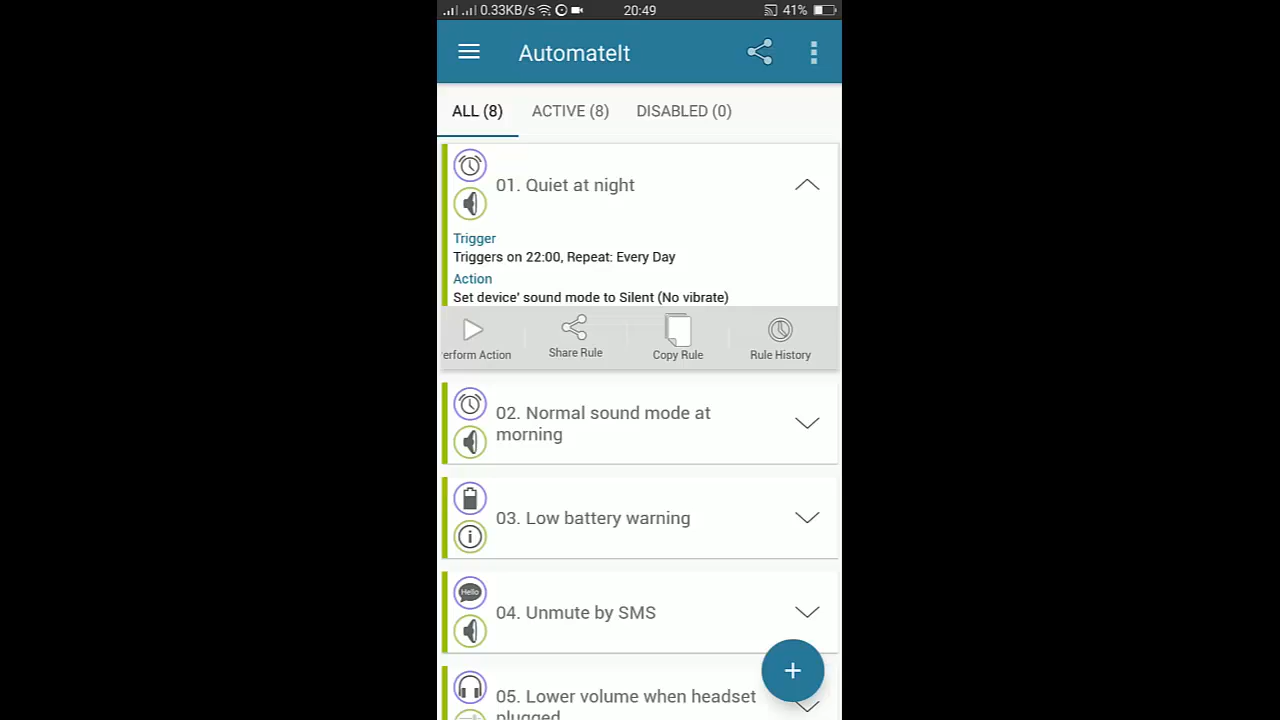 0.33KB/s 20:49 41%
AutomateIt
ALL (8) ACTIVE (8) DISABLED (0)
01. Quiet at night
Trigger
Triggers on 22:00, Repeat: Every Day
Action
Set device' sound mode to Silent (No vibrate)
erform Action Share Rule Copy Rule Rule History
02. Normal sound mode at
morning
03. Low battery warning
Hello
04. Unmute by SMS
+
05. Lower volume when headset
plugged